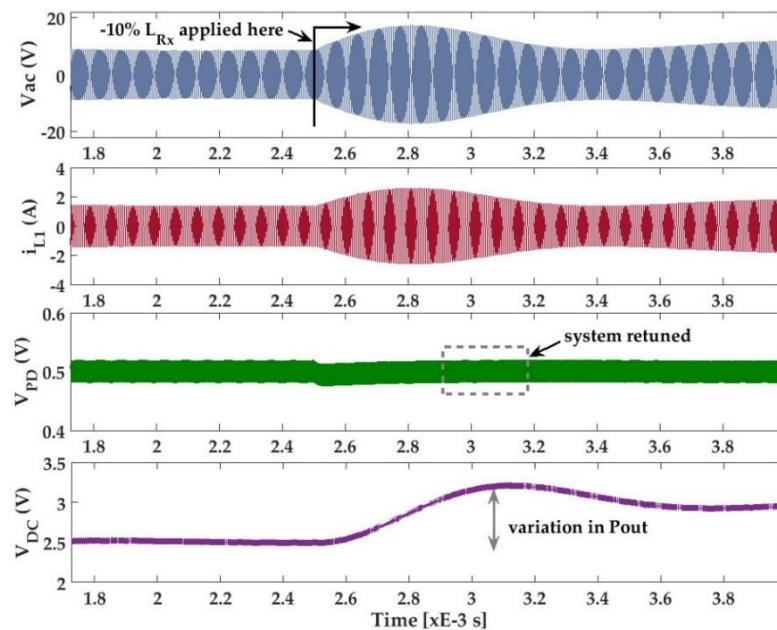 -10% L_Rx applied here
Vac (V)
20
0
-20
1.8 2 2.2 2.4 2.6 2.8 3 3.2 3.4 3.6 3.8
i_L1 (A)
4
2
0
-2
-4
1.8 2 2.2 2.4 2.6 2.8 3 3.2 3.4 3.6 3.8
system retuned
V_PD (V)
0.6
0.5
0.4
1.8 2 2.2 2.4 2.6 2.8 3 3.2 3.4 3.6 3.8
V_DC (V)
3.5
3
2.5
2
variation in Pout
1.8 2 2.2 2.4 2.6 2.8 3 3.2 3.4 3.6 3.8
Time [xE-3 s]